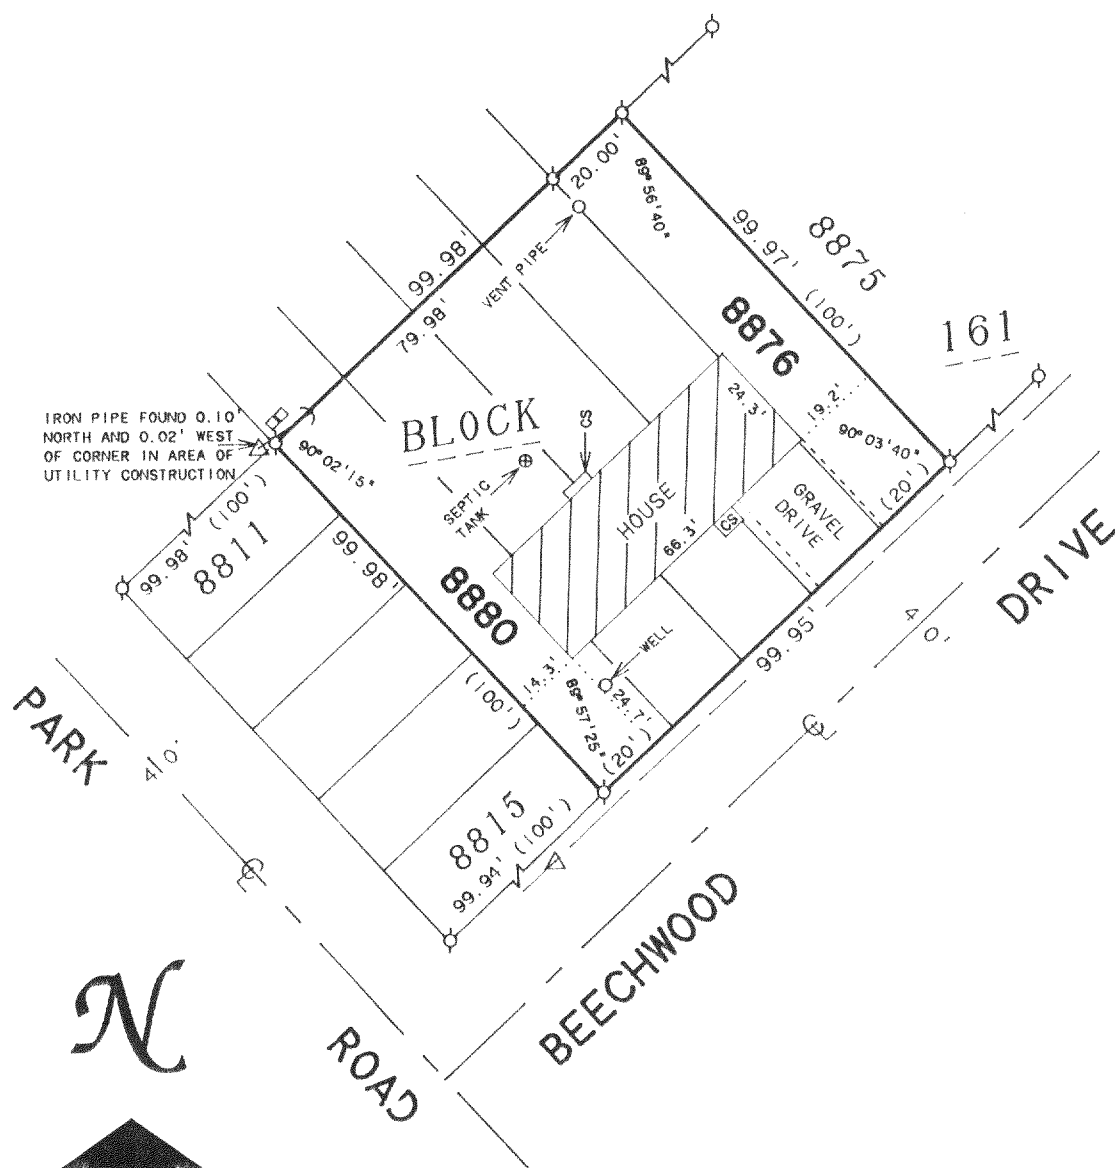 20.00'
89° 56'40"
99.97' (100')
8875
99.98'
79.98'
VENT PIPE
8876
161
IRON PIPE FOUND 0.10'
NORTH AND 0.02' WEST
OF CORNER IN AREA OF
UTILITY CONSTRUCTION
90° 02'15"
BLOCK
CS
24.3'
19.2'
90° 03'40"
(20')
SEPTIC
TANK
HOUSE
66.3'
CS
GRAVEL
DRIVE
99.98' (100')
8811
99.98'
(100')
8880
WELL
14.3'
24.7'
89° 57'25"
(20')
99.95'
40'
DRIVE
PARK
40'
8815
99.94' (100')
BEECHWOOD
ROAD
N